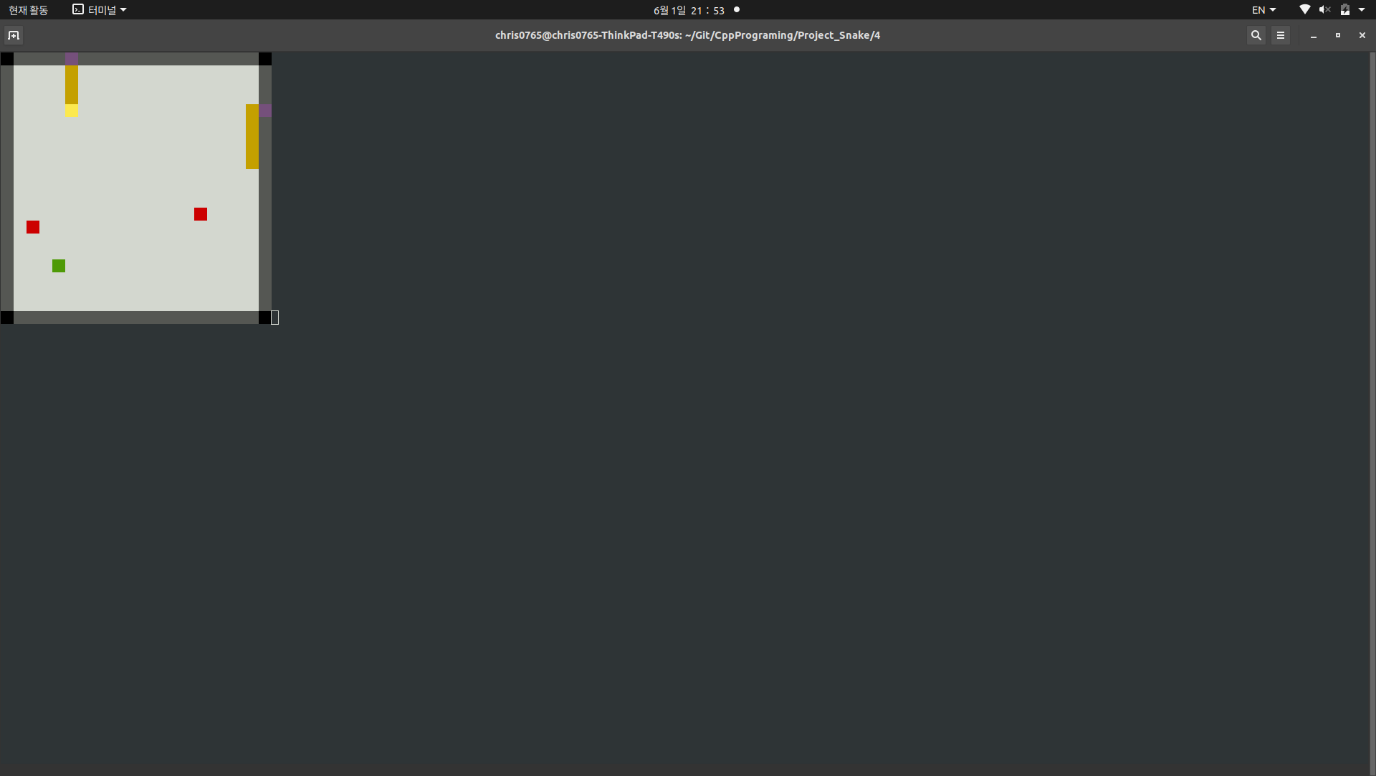 현재 활동
터미널
6월 1일 21 : 53
EN
chris0765@chris0765-ThinkPad-T490s: ~/Git/CppPrograming/Project_Snake/4